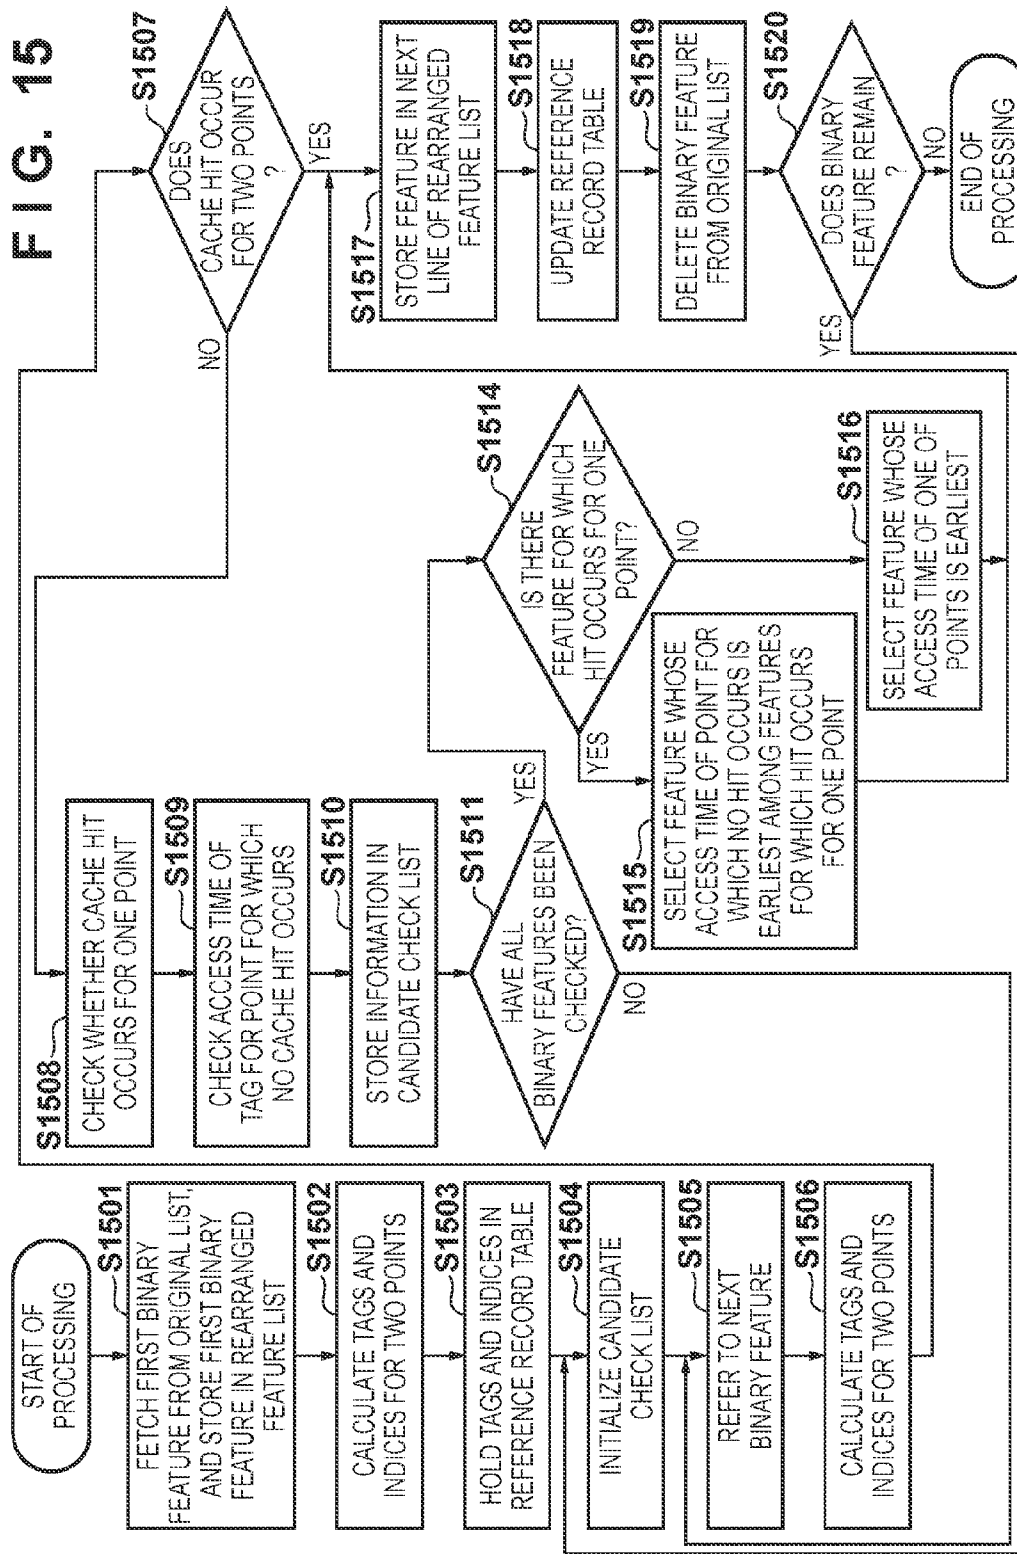 FIG. 15
START OF
PROCESSING
S1501
FETCH FIRST BINARY
FEATURE FROM ORIGINAL LIST,
AND STORE FIRST BINARY
FEATURE IN REARRANGED
FEATURE LIST
S1502
CALCULATE TAGS AND
INDICES FOR TWO POINTS
S1503
HOLD TAGS AND INDICES IN
REFERENCE RECORD TABLE
S1504
INITIALIZE CANDIDATE
CHECK LIST
S1505
REFER TO NEXT
BINARY FEATURE
S1506
CALCULATE TAGS AND
INDICES FOR TWO POINTS
S1507
DOES
CACHE HIT OCCUR
FOR TWO POINTS
?
NO
YES
S1508
CHECK WHETHER CACHE HIT
OCCURS FOR ONE POINT
S1509
CHECK ACCESS TIME OF
TAG FOR POINT FOR WHICH
NO CACHE HIT OCCURS
S1510
STORE INFORMATION IN
CANDIDATE CHECK LIST
S1511
HAVE ALL
BINARY FEATURES BEEN
CHECKED?
YES
NO
S1514
IS THERE
FEATURE FOR WHICH
HIT OCCURS FOR ONE
POINT?
YES
NO
S1515
SELECT FEATURE WHOSE
ACCESS TIME OF POINT FOR
WHICH NO HIT OCCURS IS
EARLIEST AMONG FEATURES
FOR WHICH HIT OCCURS
FOR ONE POINT
S1516
SELECT FEATURE WHOSE
ACCESS TIME OF ONE OF
POINTS IS EARLIEST
S1517
STORE FEATURE IN NEXT
LINE OF REARRANGED
FEATURE LIST
S1518
UPDATE REFERENCE
RECORD TABLE
S1519
DELETE BINARY FEATURE
FROM ORIGINAL LIST
S1520
DOES BINARY
FEATURE REMAIN
?
YES
NO
END OF
PROCESSING